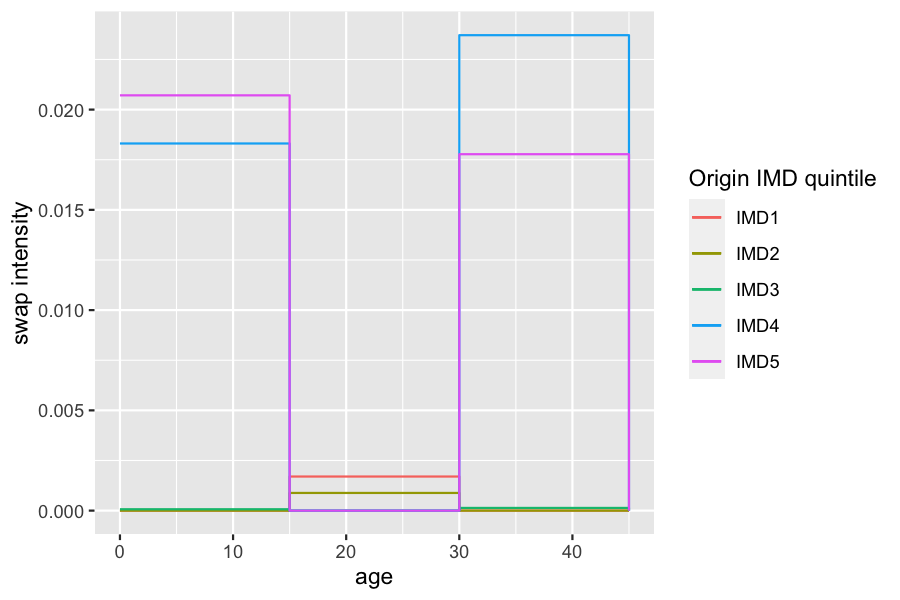 swap intensity
0.020
0.015
0.010
0.005
0.000
0 10 20 30 40
age
Origin IMD quintile
IMD1
IMD2
IMD3
IMD4
IMD5